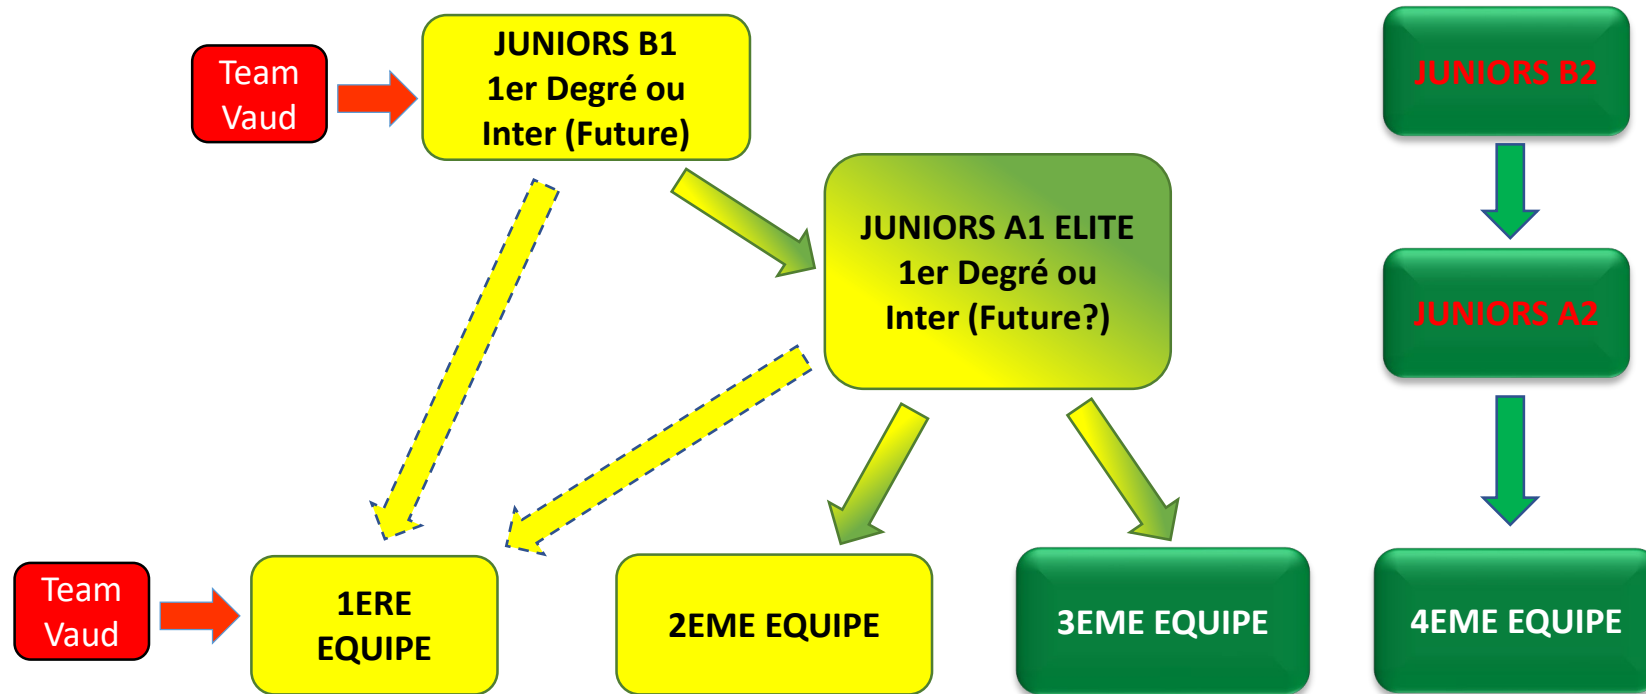 Team
Vaud
JUNIORS B1
1er Degré ou
Inter (Future)
JUNIORS B2
JUNIORS A1 ELITE
1er Degré ou
Inter (Future?)
JUNIORS A2
Team
Vaud
1ERE
EQUIPE
2EME EQUIPE
3EME EQUIPE
4EME EQUIPE